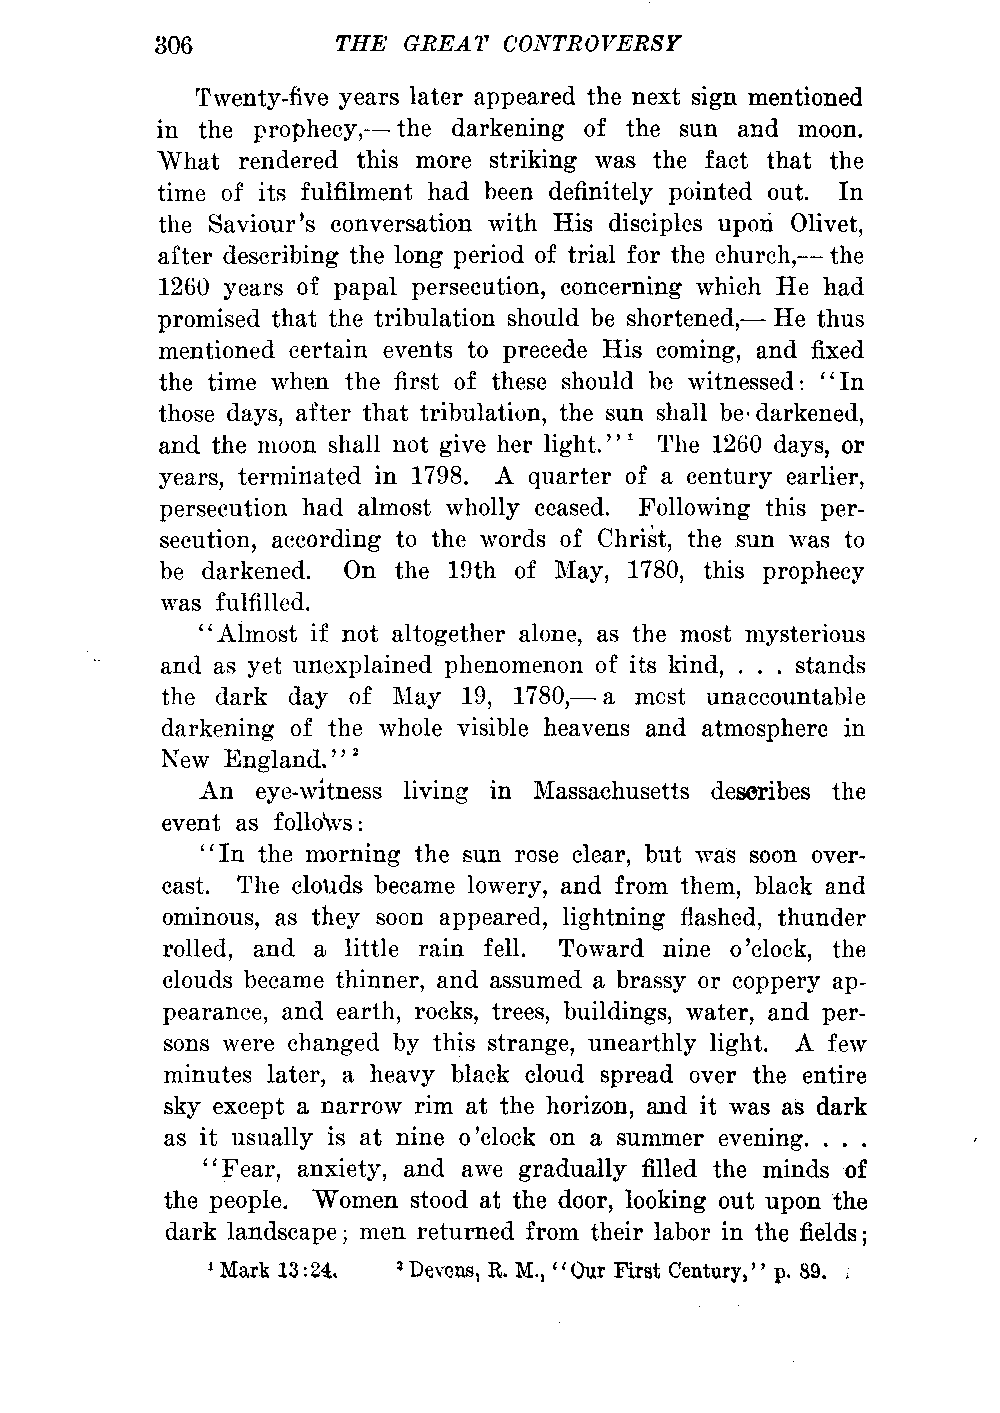 306 THE GREAT CONTROVERSY
Twenty-five years later appeared the next sign mentioned
in the prophecy,— the darkening of the sun and moon.
What rendered this more striking was the fact that the
time of its fulfilment had been definitely pointed out. In
the Saviour's conversation with His disciples upon Olivet,
after describing the long period of trial for the church,— the
1260 years of papal persecution, concerning which He had
promised that the tribulation should be shortened,— He thus
mentioned certain events to precede His coming, and fixed
the time when the first of these should be witnessed: "In
those days, after that tribulation, the sun shall be darkened,
and the moon shall not give her light."¹ The 1260 days, or
years, terminated in 1798. A quarter of a century earlier,
persecution had almost wholly ceased. Following this per-
secution, according to the words of Christ, the sun was to
be darkened. On the 19th of May, 1780, this prophecy
was fulfilled.
"Almost if not altogether alone, as the most mysterious
and as yet unexplained phenomenon of its kind, . . . stands
the dark day of May 19, 1780,— a most unaccountable
darkening of the whole visible heavens and atmosphere in
New England."²
An eye-witness living in Massachusetts describes the
event as follows:
"In the morning the sun rose clear, but was soon over-
cast. The clouds became lowery, and from them, black and
ominous, as they soon appeared, lightning flashed, thunder
rolled, and a little rain fell. Toward nine o'clock, the
clouds became thinner, and assumed a brassy or coppery ap-
pearance, and earth, rocks, trees, buildings, water, and per-
sons were changed by this strange, unearthly light. A few
minutes later, a heavy black cloud spread over the entire
sky except a narrow rim at the horizon, and it was as dark
as it usually is at nine o'clock on a summer evening. . . .
"Fear, anxiety, and awe gradually filled the minds of
the people. Women stood at the door, looking out upon the
dark landscape; men returned from their labor in the fields;
¹ Mark 13:24. ² Devens, R. M., "Our First Century," p. 89.